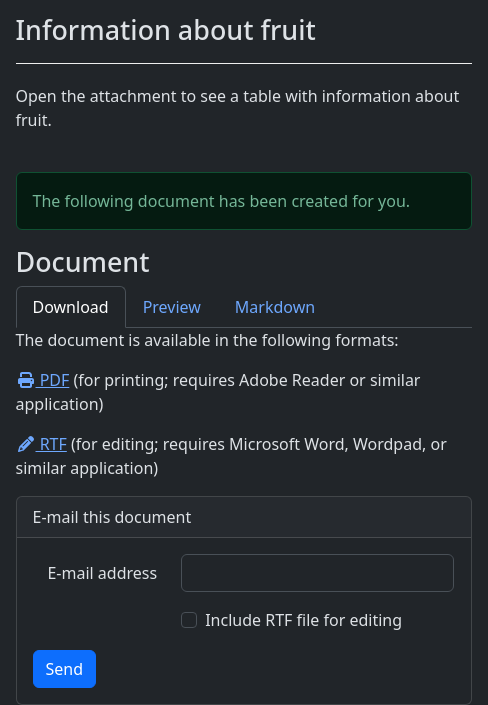 Information about fruit
Open the attachment to see a table with information about
fruit.
The following document has been created for you.
Document
Download Preview Markdown
The document is available in the following formats:
PDF (for printing; requires Adobe Reader or similar
application)
RTF (for editing; requires Microsoft Word, Wordpad, or
similar application)
E-mail this document
E-mail address
Include RTF file for editing
Send